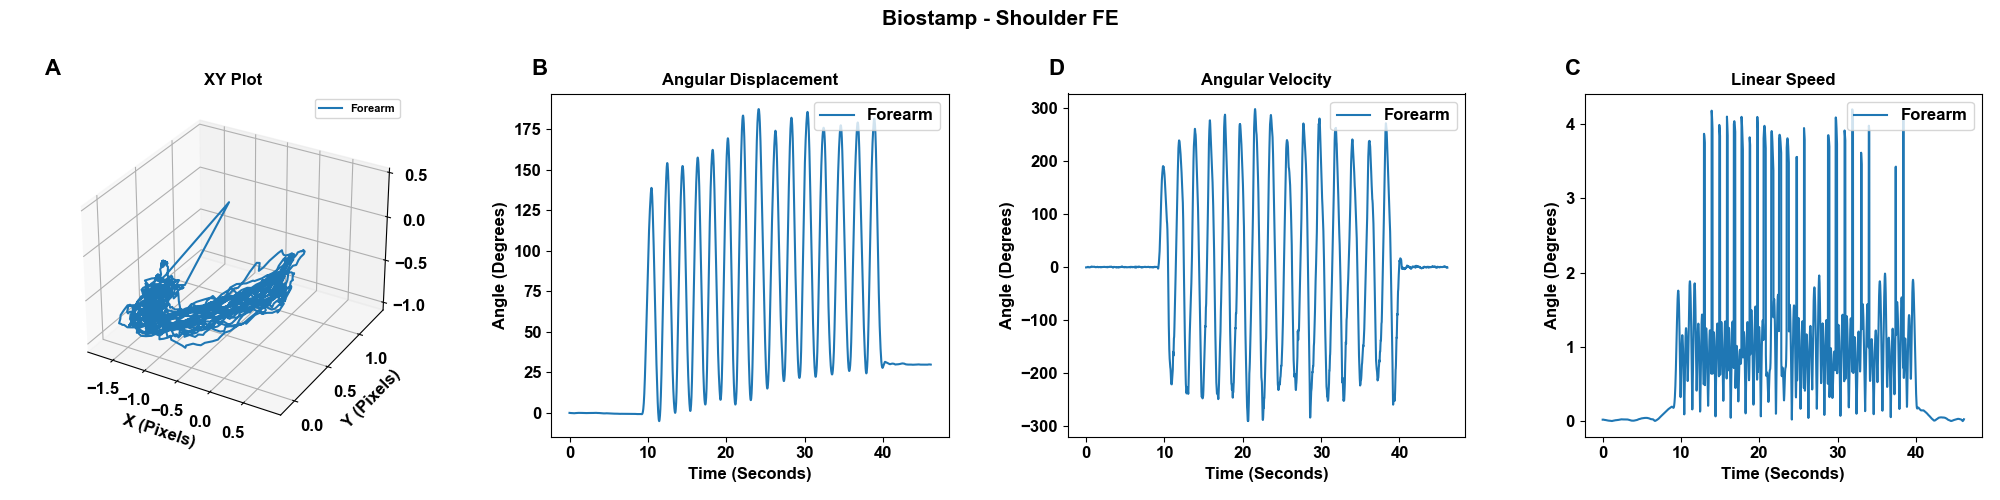 Biostamp - Shoulder FE
A
XY Plot
Forearm
0.5
0.0
−0.5
−1.0
−1.5
−1.0
−0.5
0.0
0.5
X (Pixels)
0.0
0.5
1.0
Y (Pixels)
B
Angular Displacement
Forearm
175
150
125
100
75
50
25
0
Angle (Degrees)
0 10 20 30 40
Time (Seconds)
D
Angular Velocity
Forearm
300
200
100
0
−100
−200
−300
Angle (Degrees)
0 10 20 30 40
Time (Seconds)
C
Linear Speed
Forearm
4
3
2
1
0
Angle (Degrees)
0 10 20 30 40
Time (Seconds)